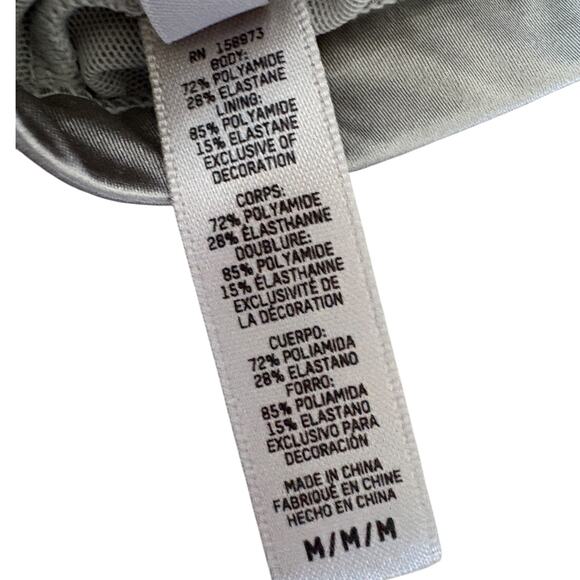 RN 158973
BODY:
72% POLYAMIDE
28% ELASTANE
LINING:
85% POLYAMIDE
15% ELASTANE
EXCLUSIVE OF
DECORATION
CORPS:
72% POLYAMIDE
28% ÉLASTHANNE
DOUBLURE:
85% POLYAMIDE
15% ÉLASTHANNE
EXCLUSIVITÉ DE
LA DÉCORATION
CUERPO:
72% POLIAMIDA
28% ELASTANO
FORRO:
85% POLIAMIDA
15% ELASTANO
EXCLUSIVO PARA
DECORACIÓN
MADE IN CHINA
FABRIQUÉ EN CHINE
HECHO EN CHINA
M/M/M